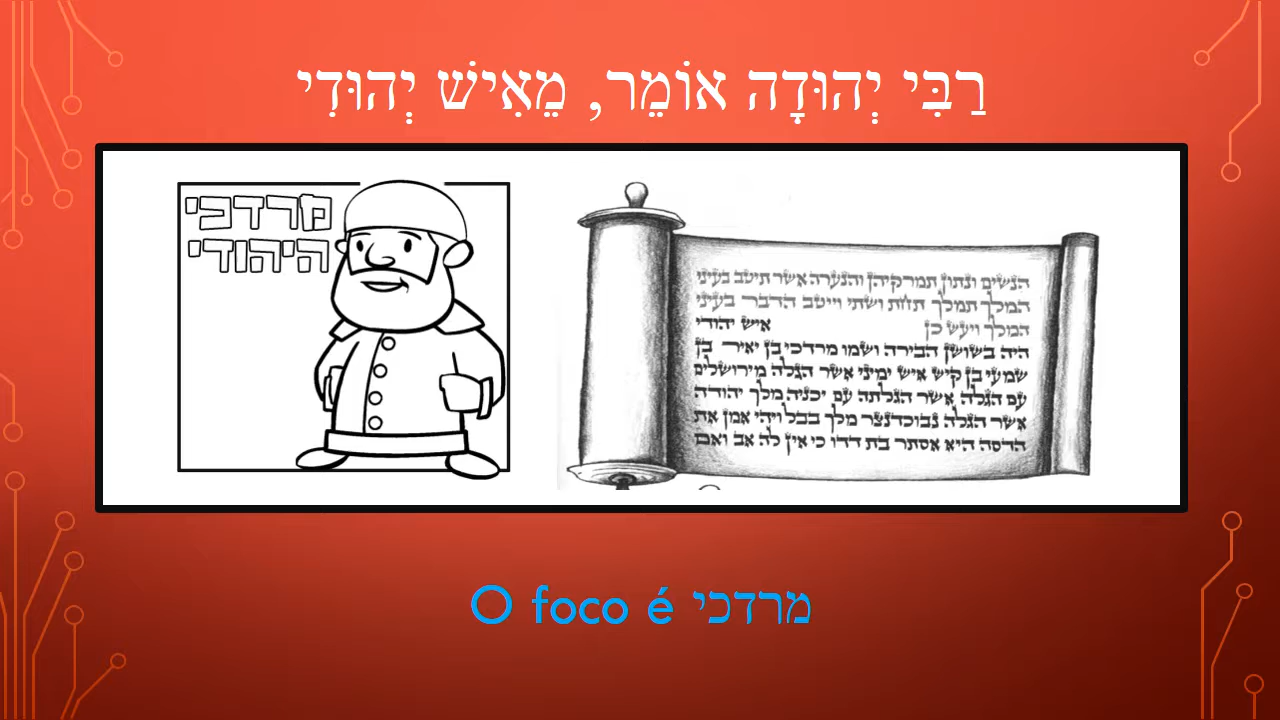 רַבִּי יְהוּדָה אוֹמֵר, מֵאִישׁ יְהוּדִי
מרדכי
היהודי
הנשים ונתון תמרקיהן והנערה אשר תיטב בעיני
המלך תמלך תחת ושתי וייטב הדבר בעיני
המלך ויעש כן איש יהודי
היה בשושן הבירה ושמו מרדכי בן יאיר בן
שמעי בן קיש איש ימיני אשר הגלה מירושלים
עם הגלה אשר הגלתה עם יכניה מלך יהודה
אשר הגלה נבוכדנצר מלך בבל ויהי אמן את
הדסה היא אסתר בת דדו כי אין לה אב ואם
O foco é מרדכי